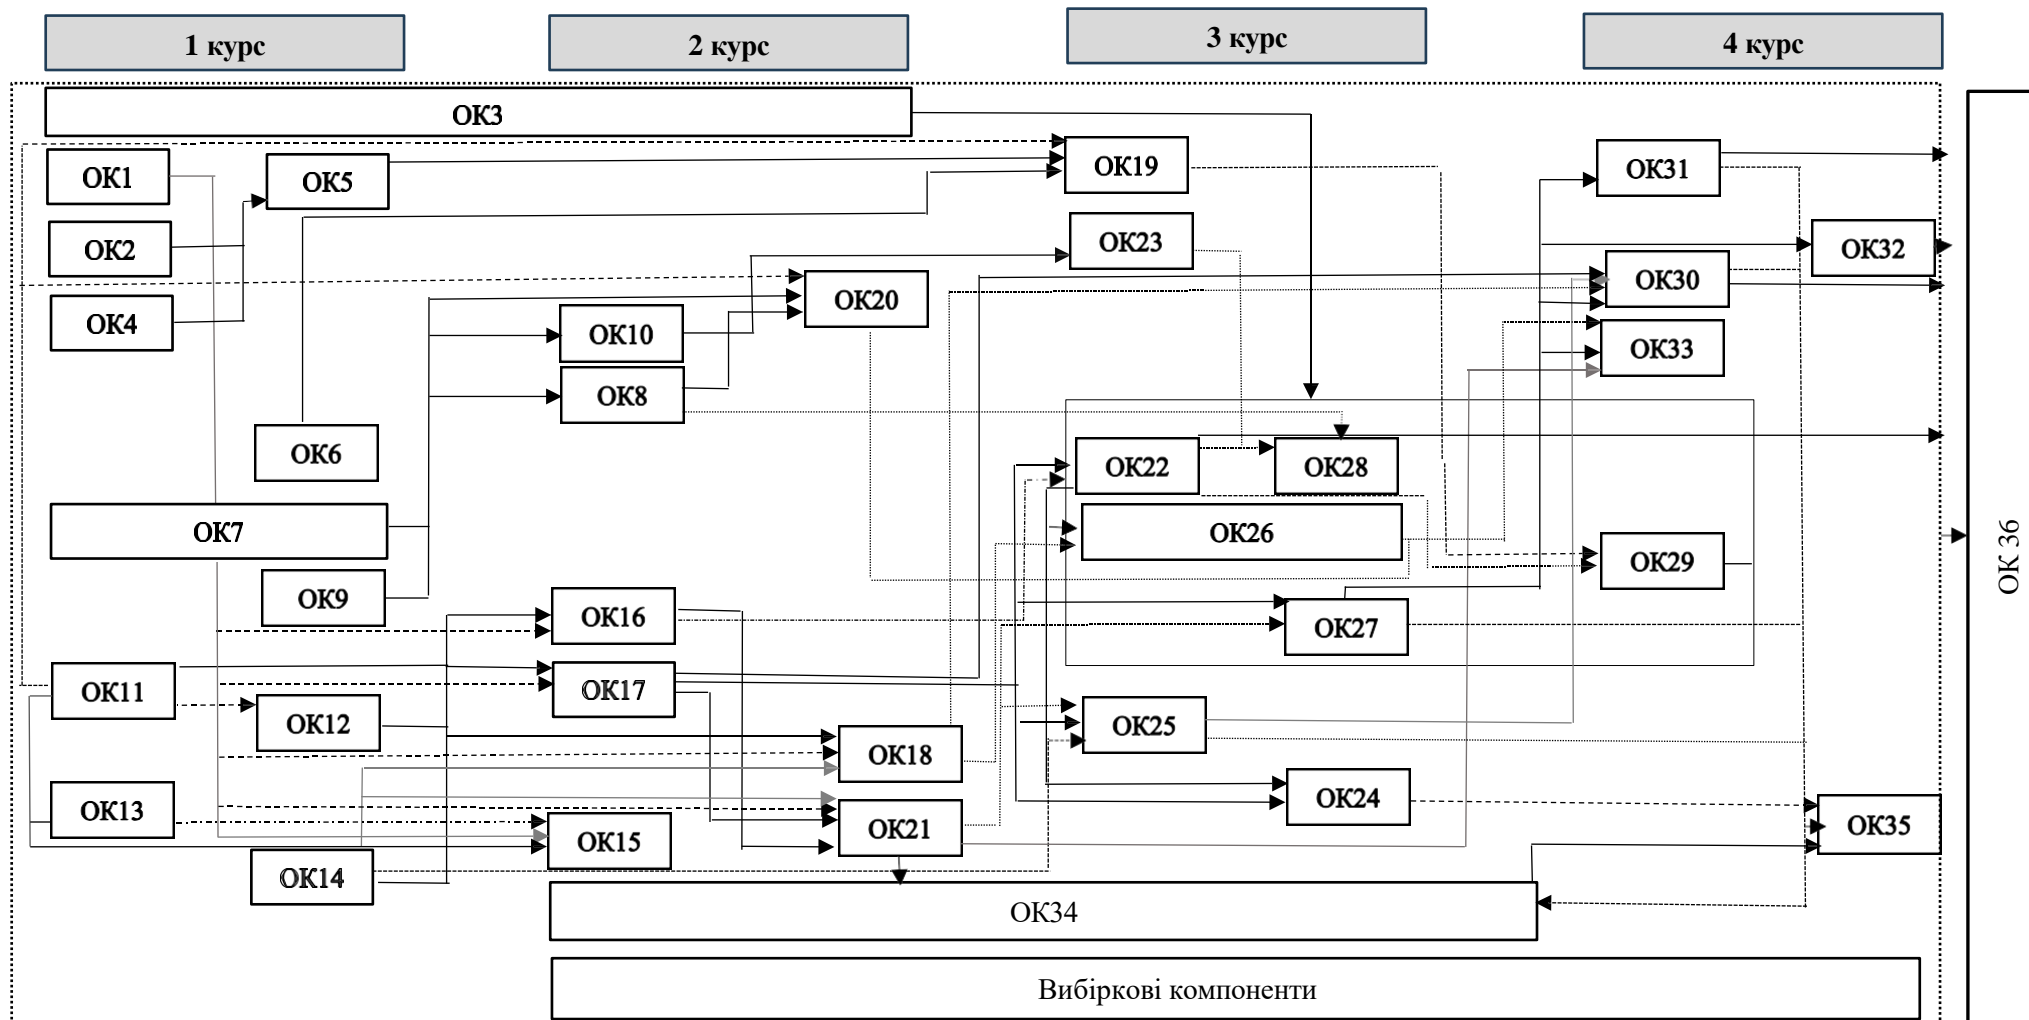 1 курс
2 курс
3 курс
4 курс
ОК3
ОК1
ОК5
ОК19
ОК31
ОК2
ОК23
ОК32
ОК4
ОК20
ОК30
ОК10
ОК33
ОК8
ОК6
ОК22
ОК28
ОК7
ОК26
ОК29
ОК9
ОК16
ОК27
ОК11
ОК17
ОК12
ОК25
ОК18
ОК13
ОК24
ОК21
ОК15
ОК35
ОК14
ОК34
Вибіркові компоненти
ОК 36